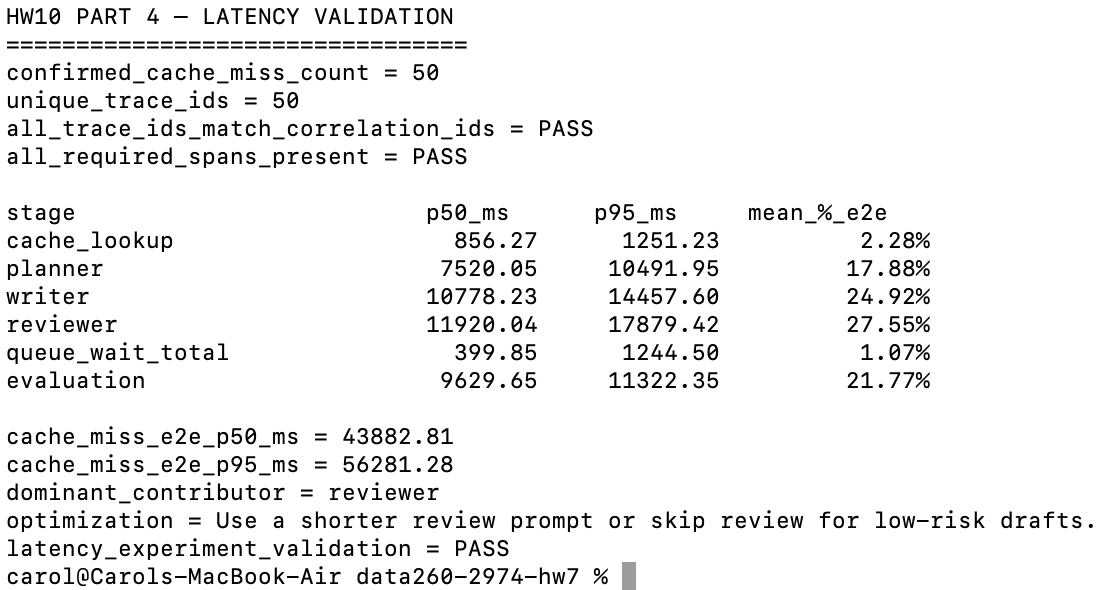 HW10 PART 4 — LATENCY VALIDATION
=================================
confirmed_cache_miss_count = 50
unique_trace_ids = 50
all_trace_ids_match_correlation_ids = PASS
all_required_spans_present = PASS
stage p50_ms p95_ms mean_%_e2e
cache_lookup 856.27 1251.23 2.28%
planner 7520.05 10491.95 17.88%
writer 10778.23 14457.60 24.92%
reviewer 11920.04 17879.42 27.55%
queue_wait_total 399.85 1244.50 1.07%
evaluation 9629.65 11322.35 21.77%
cache_miss_e2e_p50_ms = 43882.81
cache_miss_e2e_p95_ms = 56281.28
dominant_contributor = reviewer
optimization = Use a shorter review prompt or skip review for low-risk drafts.
latency_experiment_validation = PASS
carol@Carols-MacBook-Air data260-2974-hw7 %